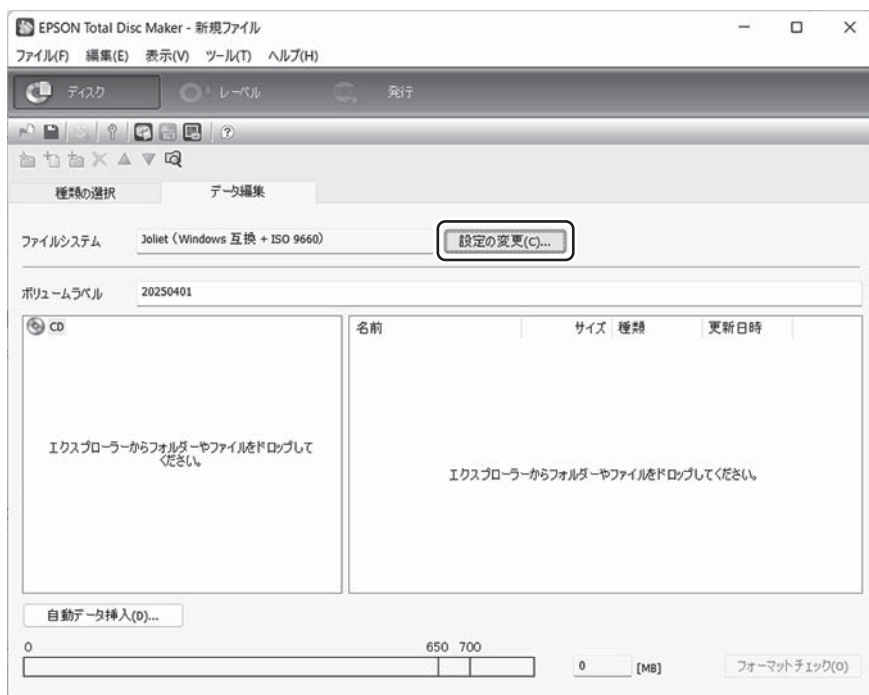 EPSON Total Disc Maker - 新規ファイル
ファイル(F) 編集(E) 表示(V) ツール(T) ヘルプ(H)
ディスク レーベル 発行
種類の選択 データ編集
ファイルシステム Joliet (Windows 互換 + ISO 9660) 設定の変更(C)...
ボリュームラベル 20250401
CD
名前 サイズ 種類 更新日時
エクスプローラーからフォルダーやファイルをドロップして
ください。
エクスプローラーからフォルダーやファイルをドロップしてください。
自動データ挿入(D)...
0 650 700
0 [MB] フォーマットチェック(O)